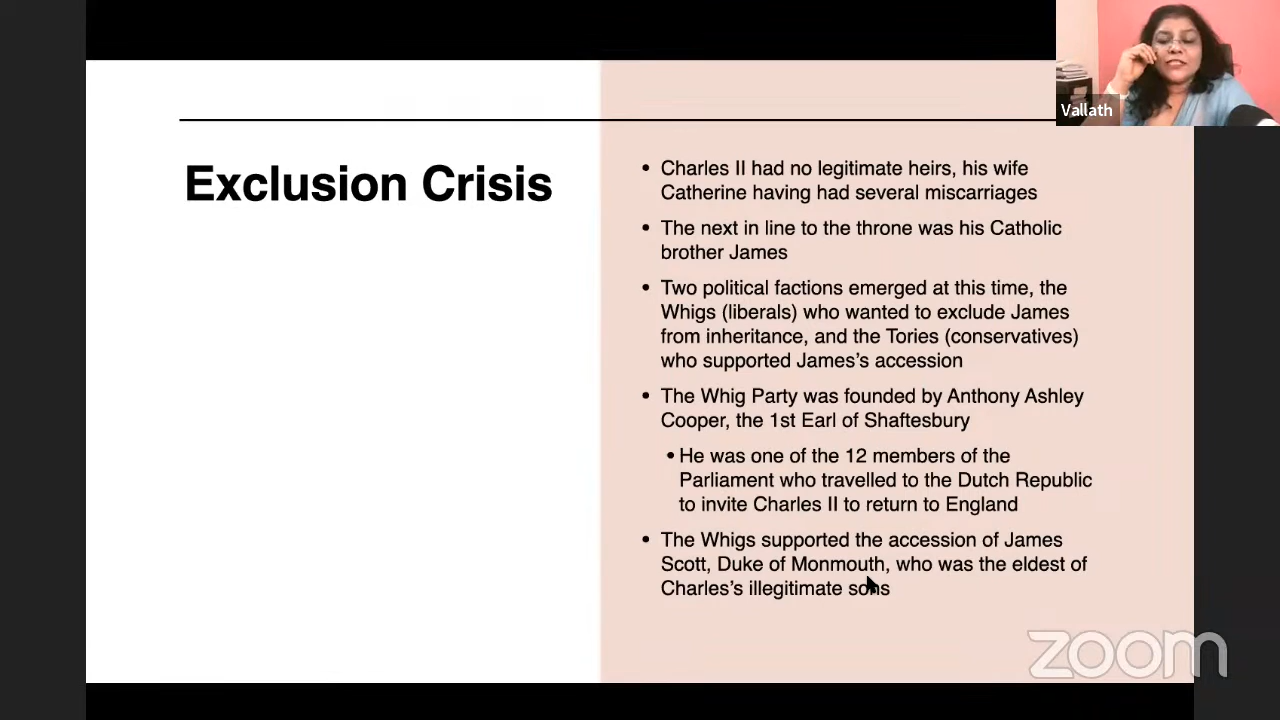 Vallath
Exclusion Crisis
• Charles II had no legitimate heirs, his wife
Catherine having had several miscarriages
• The next in line to the throne was his Catholic
brother James
• Two political factions emerged at this time, the
Whigs (liberals) who wanted to exclude James
from inheritance, and the Tories (conservatives)
who supported James’s accession
• The Whig Party was founded by Anthony Ashley
Cooper, the 1st Earl of Shaftesbury
• He was one of the 12 members of the
Parliament who travelled to the Dutch Republic
to invite Charles II to return to England
• The Whigs supported the accession of James
Scott, Duke of Monmouth, who was the eldest of
Charles’s illegitimate sons
zoom